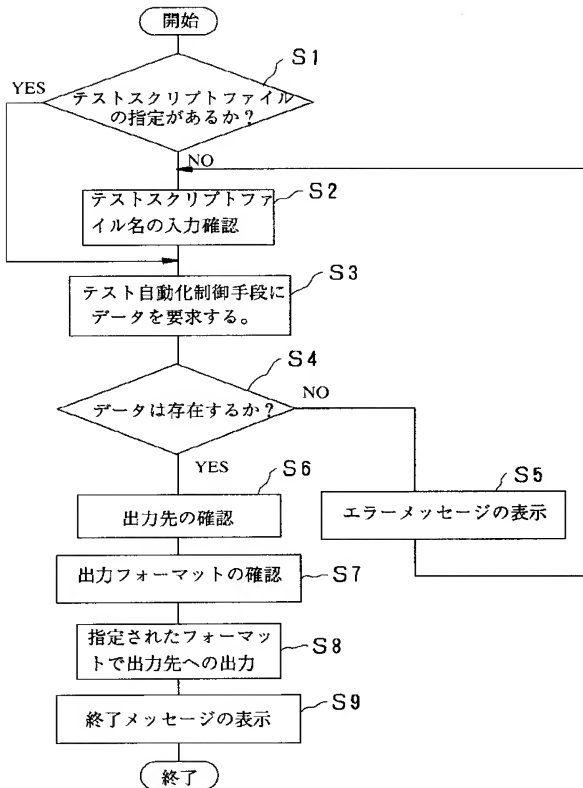 開始
S1
YES
テストスクリプトファイル
の指定があるか?
NO
S2
テストスクリプトファ
イル名の入力確認
S3
テスト自動化制御手段に
データを要求する。
S4
データは存在するか?
NO
YES
S6
出力先の確認
S5
エラーメッセージの表示
出力フォーマットの確認
S7
指定されたフォーマッ
トで出力先への出力
S8
終了メッセージの表示
S9
終了